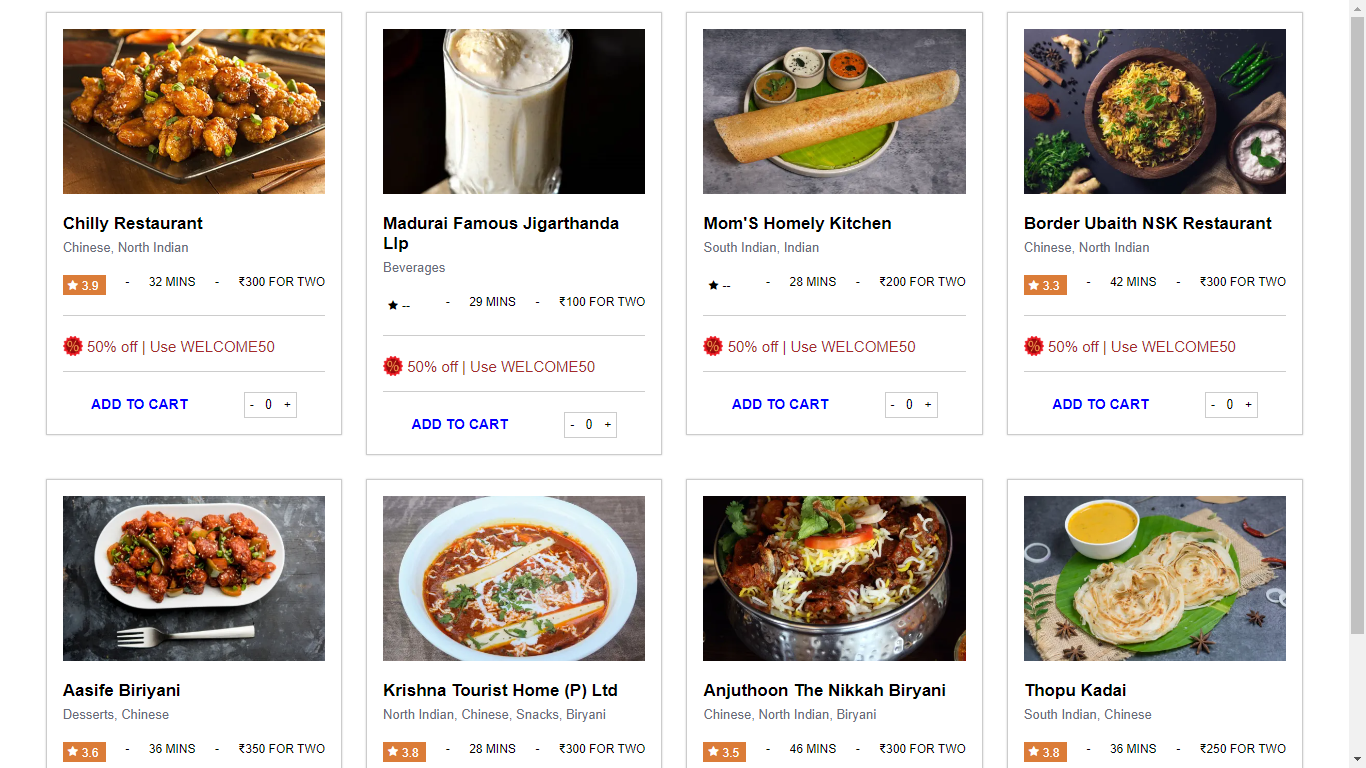 Chilly Restaurant
Chinese, North Indian
★ 3.9 - 32 MINS - ₹300 FOR TWO
% 50% off | Use WELCOME50
ADD TO CART - 0 +
Madurai Famous Jigarthanda
Llp
Beverages
★ -- - 29 MINS - ₹100 FOR TWO
% 50% off | Use WELCOME50
ADD TO CART - 0 +
Mom'S Homely Kitchen
South Indian, Indian
★ -- - 28 MINS - ₹200 FOR TWO
% 50% off | Use WELCOME50
ADD TO CART - 0 +
Border Ubaith NSK Restaurant
Chinese, North Indian
★ 3.3 - 42 MINS - ₹300 FOR TWO
% 50% off | Use WELCOME50
ADD TO CART - 0 +
Aasife Biriyani
Desserts, Chinese
★ 3.6 - 36 MINS - ₹350 FOR TWO
Krishna Tourist Home (P) Ltd
North Indian, Chinese, Snacks, Biryani
★ 3.8 - 28 MINS - ₹300 FOR TWO
Anjuthoon The Nikkah Biryani
Chinese, North Indian, Biryani
★ 3.5 - 46 MINS - ₹300 FOR TWO
Thopu Kadai
South Indian, Chinese
★ 3.8 - 36 MINS - ₹250 FOR TWO